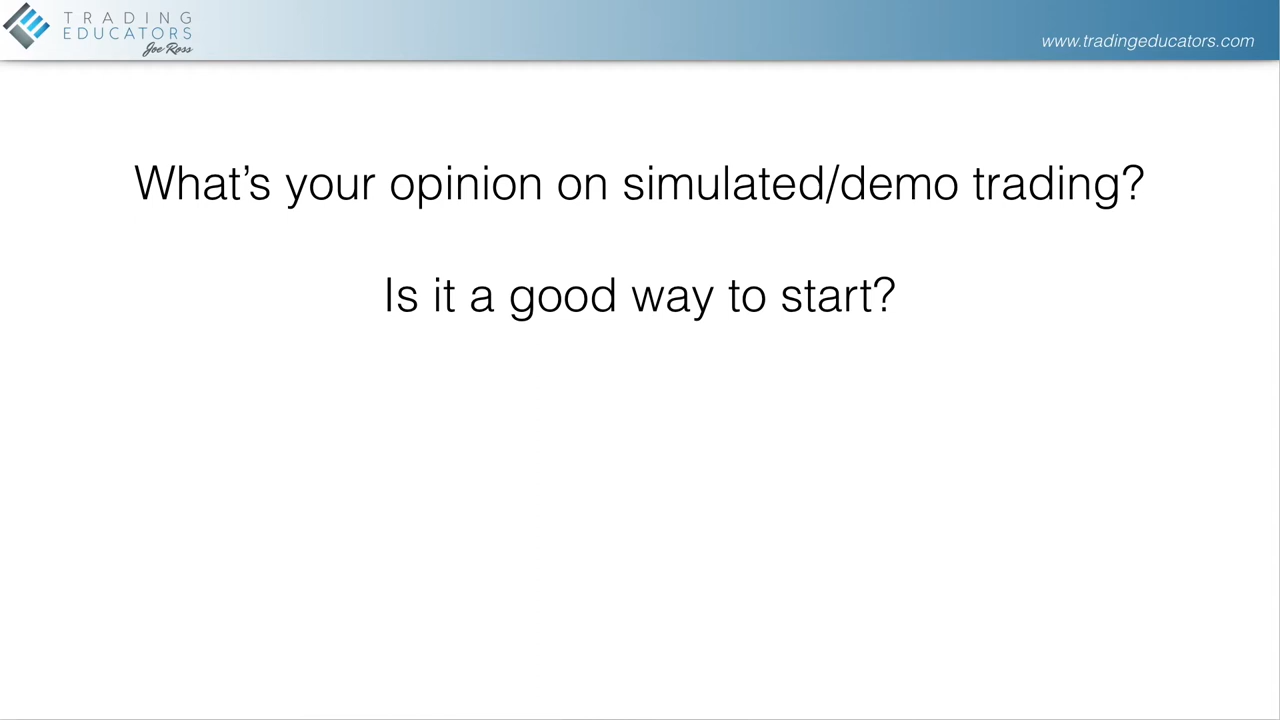 TRADING
EDUCATORS
Joe Ross
www.tradingeducators.com
What's your opinion on simulated/demo trading?
Is it a good way to start?